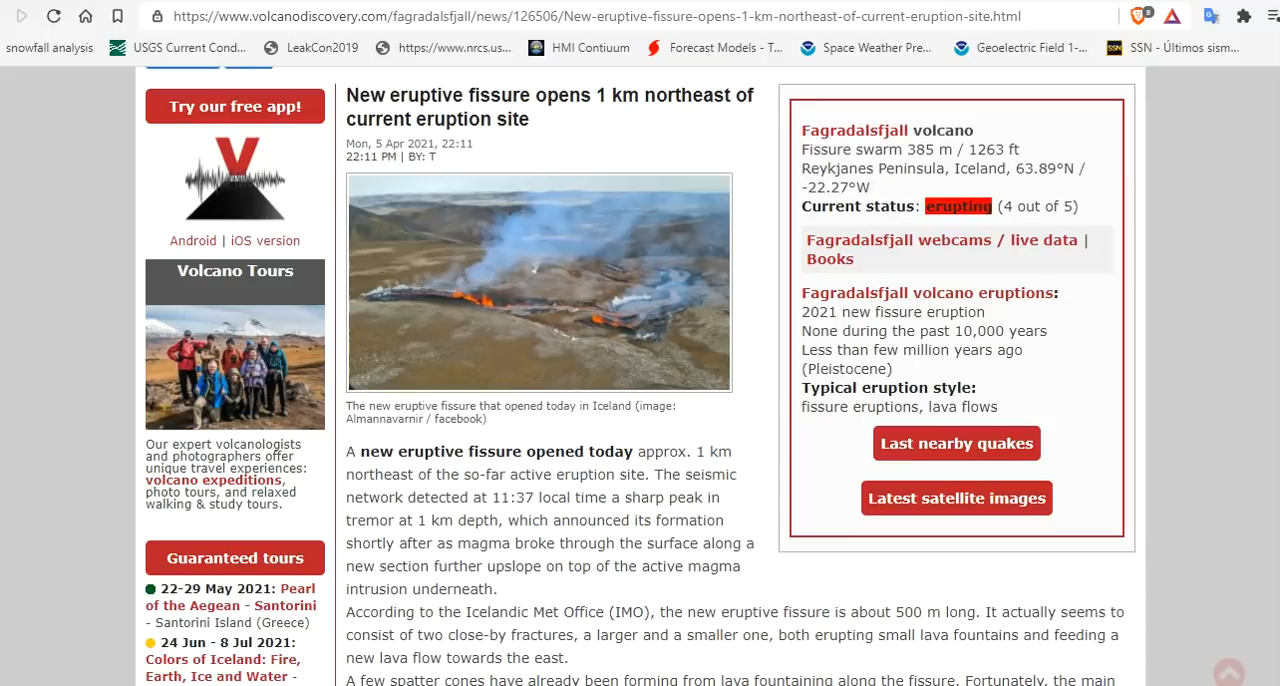 https://www.volcanodiscovery.com/fagradalsfjall/news/126506/New-eruptive-fissure-opens-1-km-northeast-of-current-eruption-site.html
8
snowfall analysis
USGS Current Cond...
LeakCon2019
https://www.nrcs.us...
HMI Contiuum
Forecast Models - T...
Space Weather Pre...
Geoelectric Field 1-...
SSN
SSN - Últimos sism...
Try our free app!
Android | iOS version
Volcano Tours
Our expert volcanologists
and photographers offer
unique travel experiences:
volcano expeditions,
photo tours, and relaxed
walking & study tours.
Guaranteed tours
22-29 May 2021: Pearl
of the Aegean - Santorini
- Santorini Island (Greece)
24 Jun - 8 Jul 2021:
Colors of Iceland: Fire,
Earth, Ice and Water -
New eruptive fissure opens 1 km northeast of
current eruption site
Mon, 5 Apr 2021, 22:11
22:11 PM | BY: T
The new eruptive fissure that opened today in Iceland (image:
Almannavarnir / facebook)
A new eruptive fissure opened today approx. 1 km
northeast of the so-far active eruption site. The seismic
network detected at 11:37 local time a sharp peak in
tremor at 1 km depth, which announced its formation
shortly after as magma broke through the surface along a
new section further upslope on top of the active magma
intrusion underneath.
According to the Icelandic Met Office (IMO), the new eruptive fissure is about 500 m long. It actually seems to
consist of two close-by fractures, a larger and a smaller one, both erupting small lava fountains and feeding a
new lava flow towards the east.
A few spatter cones have already been forming from lava fountaining along the fissure. Fortunately, the main
Fagradalsfjall volcano
Fissure swarm 385 m / 1263 ft
Reykjanes Peninsula, Iceland, 63.89°N /
-22.27°W
Current status: erupting (4 out of 5)
Fagradalsfjall webcams / live data |
Books
Fagradalsfjall volcano eruptions:
2021 new fissure eruption
None during the past 10,000 years
Less than few million years ago
(Pleistocene)
Typical eruption style:
fissure eruptions, lava flows
Last nearby quakes
Latest satellite images